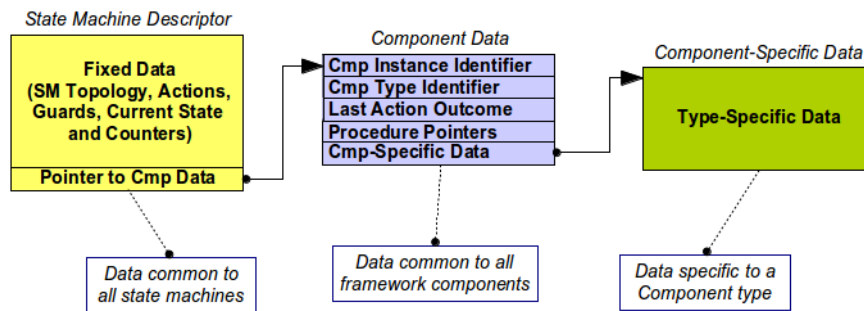 State Machine Descriptor
Fixed Data
(SM Topology, Actions,
Guards, Current State
and Counters)
Pointer to Cmp Data
Data common to
all state machines
Component Data
Cmp Instance Identifier
Cmp Type Identifier
Last Action Outcome
Procedure Pointers
Cmp-Specific Data
Data common to all
framework components
Component-Specific Data
Type-Specific Data
Data specific to a
Component type